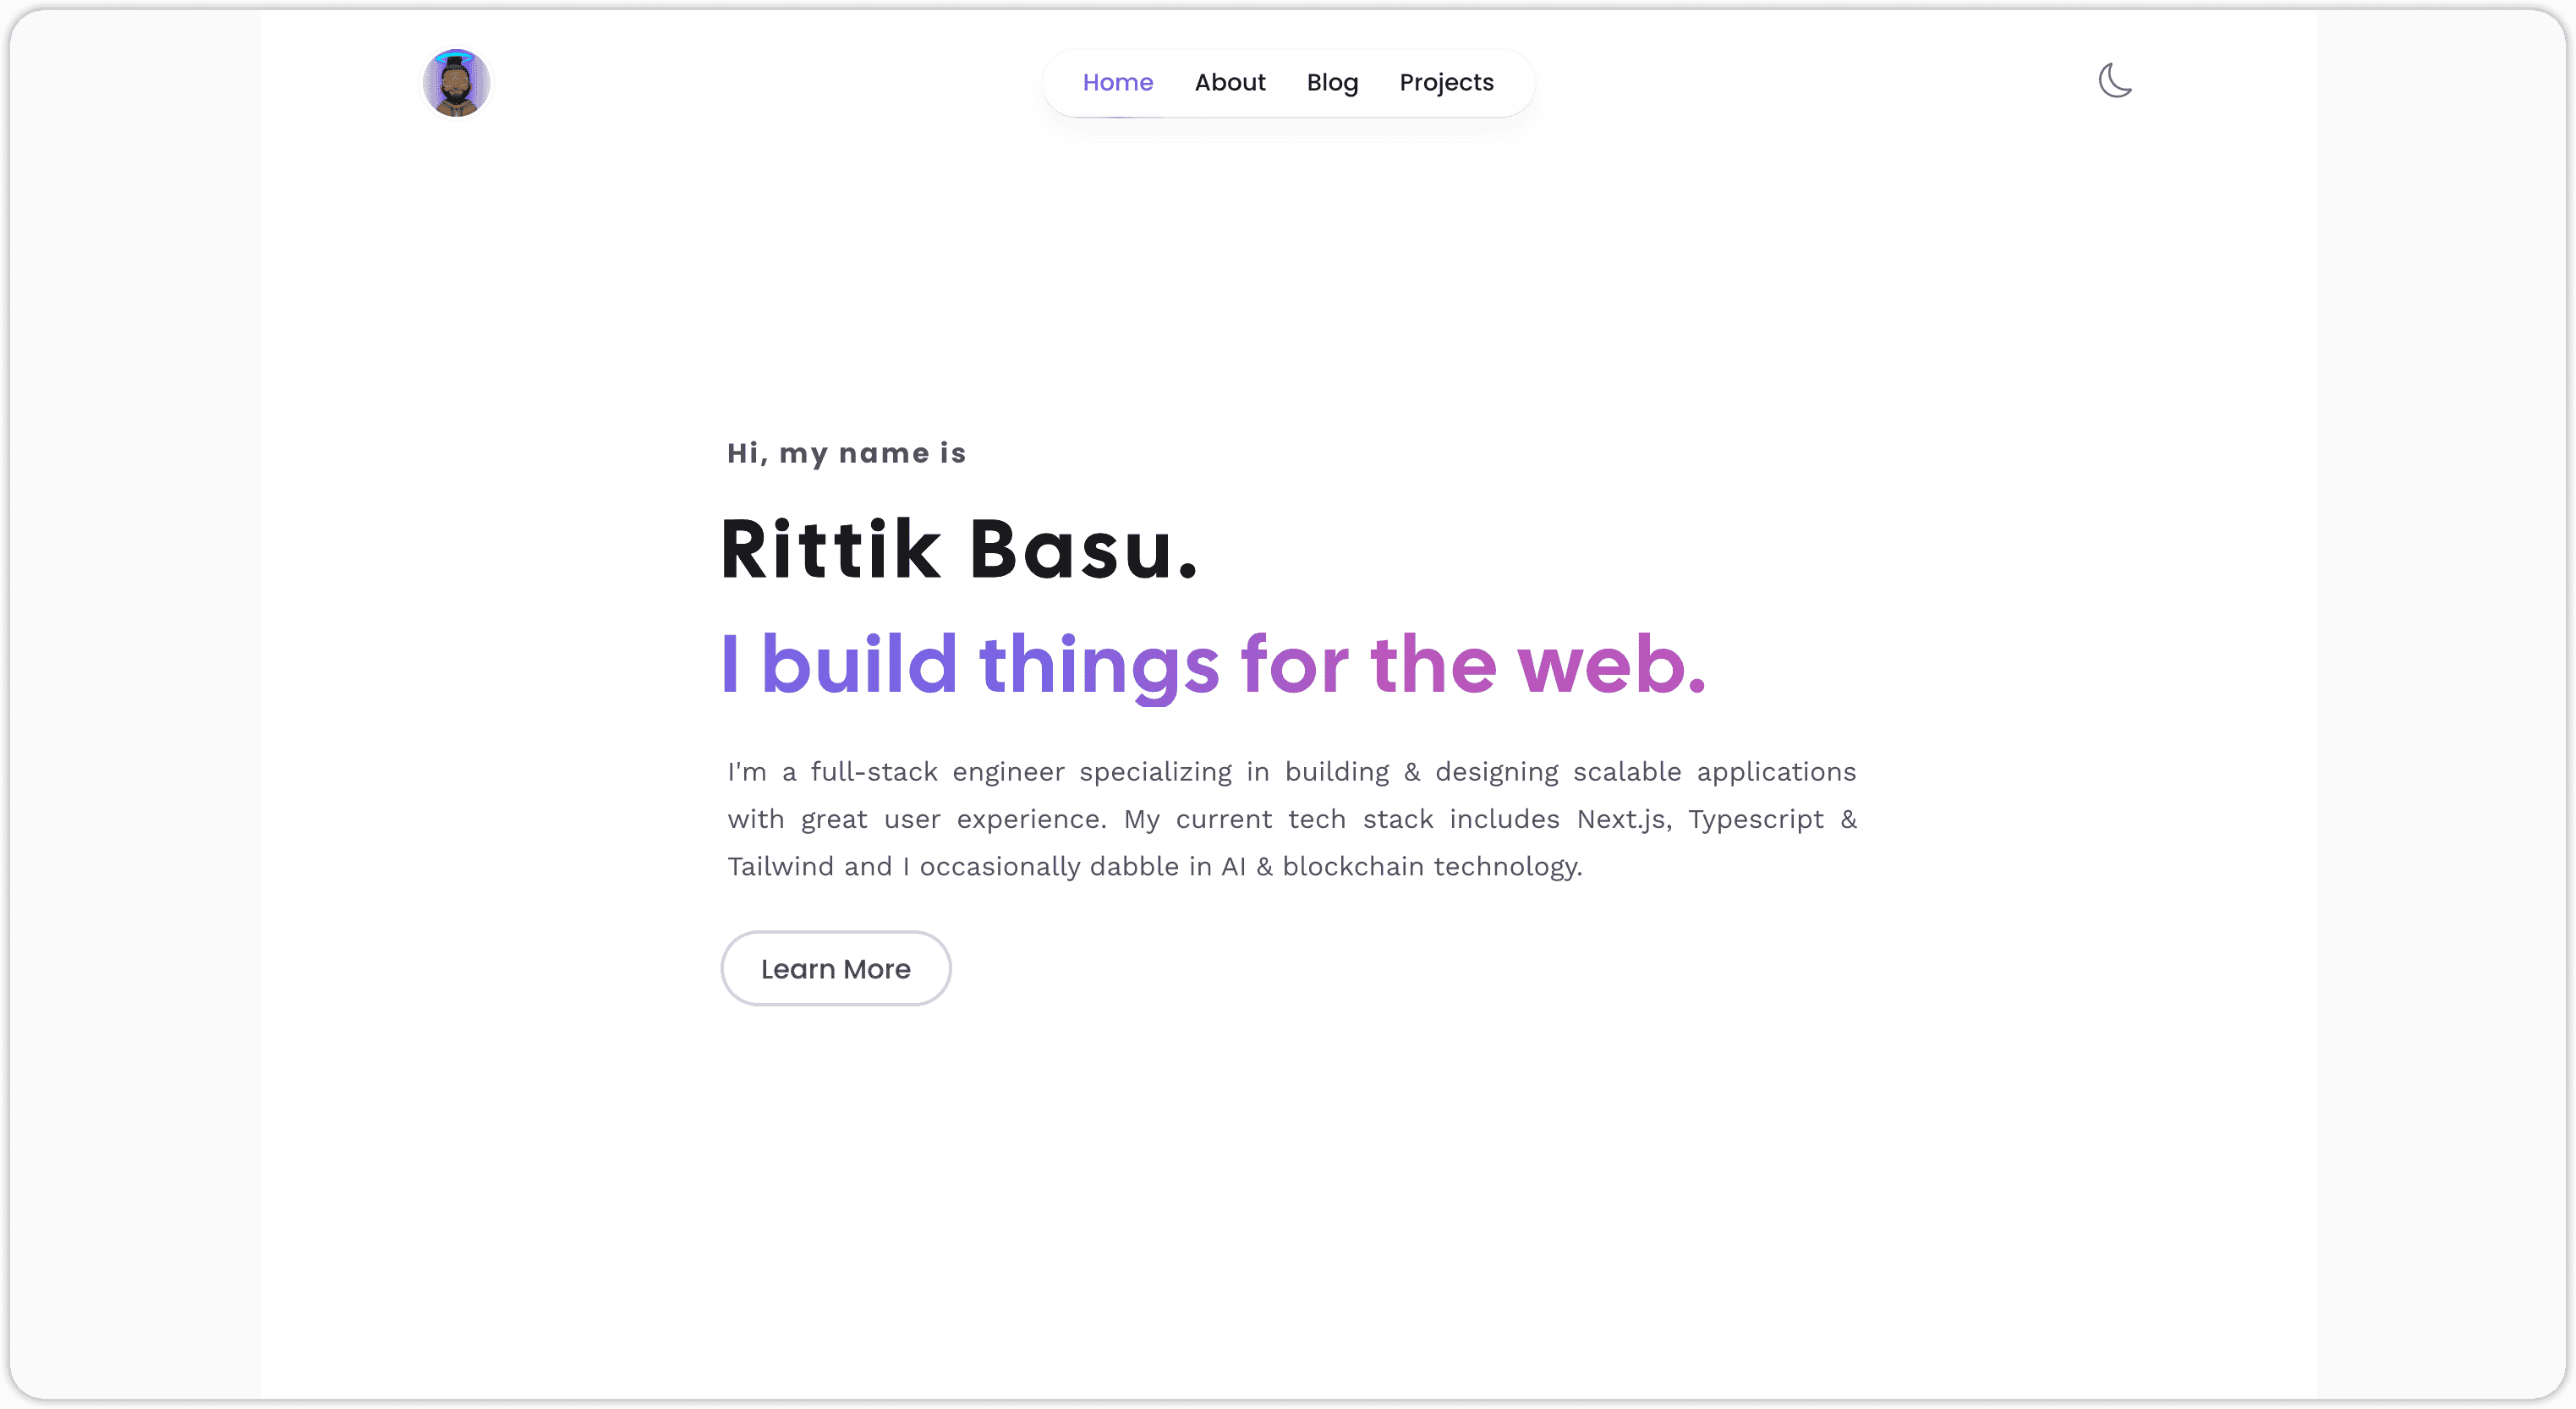 Home About Blog Projects
Hi, my name is
Rittik Basu.
I build things for the web.
I'm a full-stack engineer specializing in building & designing scalable applications
with great user experience. My current tech stack includes Next.js, Typescript &
Tailwind and I occasionally dabble in AI & blockchain technology.
Learn More